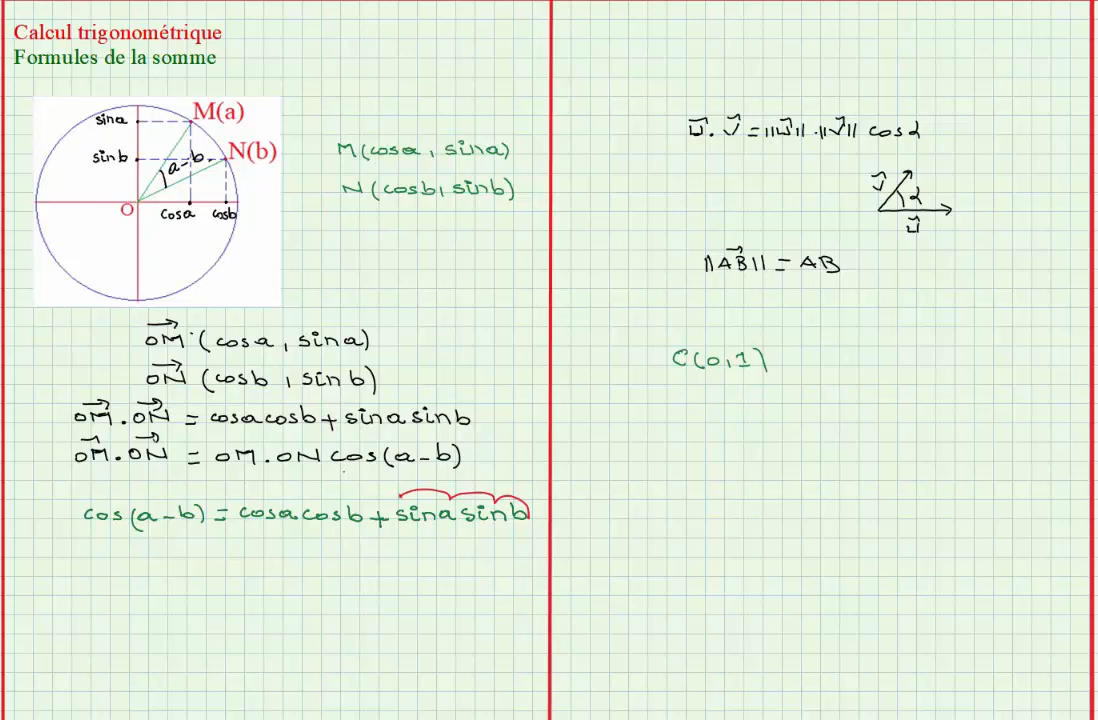 Calcul trigonométrique
Formules de la somme
sina
M(a)
sinb
N(b)
a-b
O
cosa
cosb
M(cosa, sina)
N(cosb, sinb)
OM (cosa, sina)
ON (cosb, sinb)
OM.ON = cosacosb+sinasinb
OM.ON = OM.ON cos(a-b)
cos(a-b) = cosacosb+sinasinb
U.V = ||U||.||V|| cosα
V
α
U
||AB|| = AB
C(0,1)